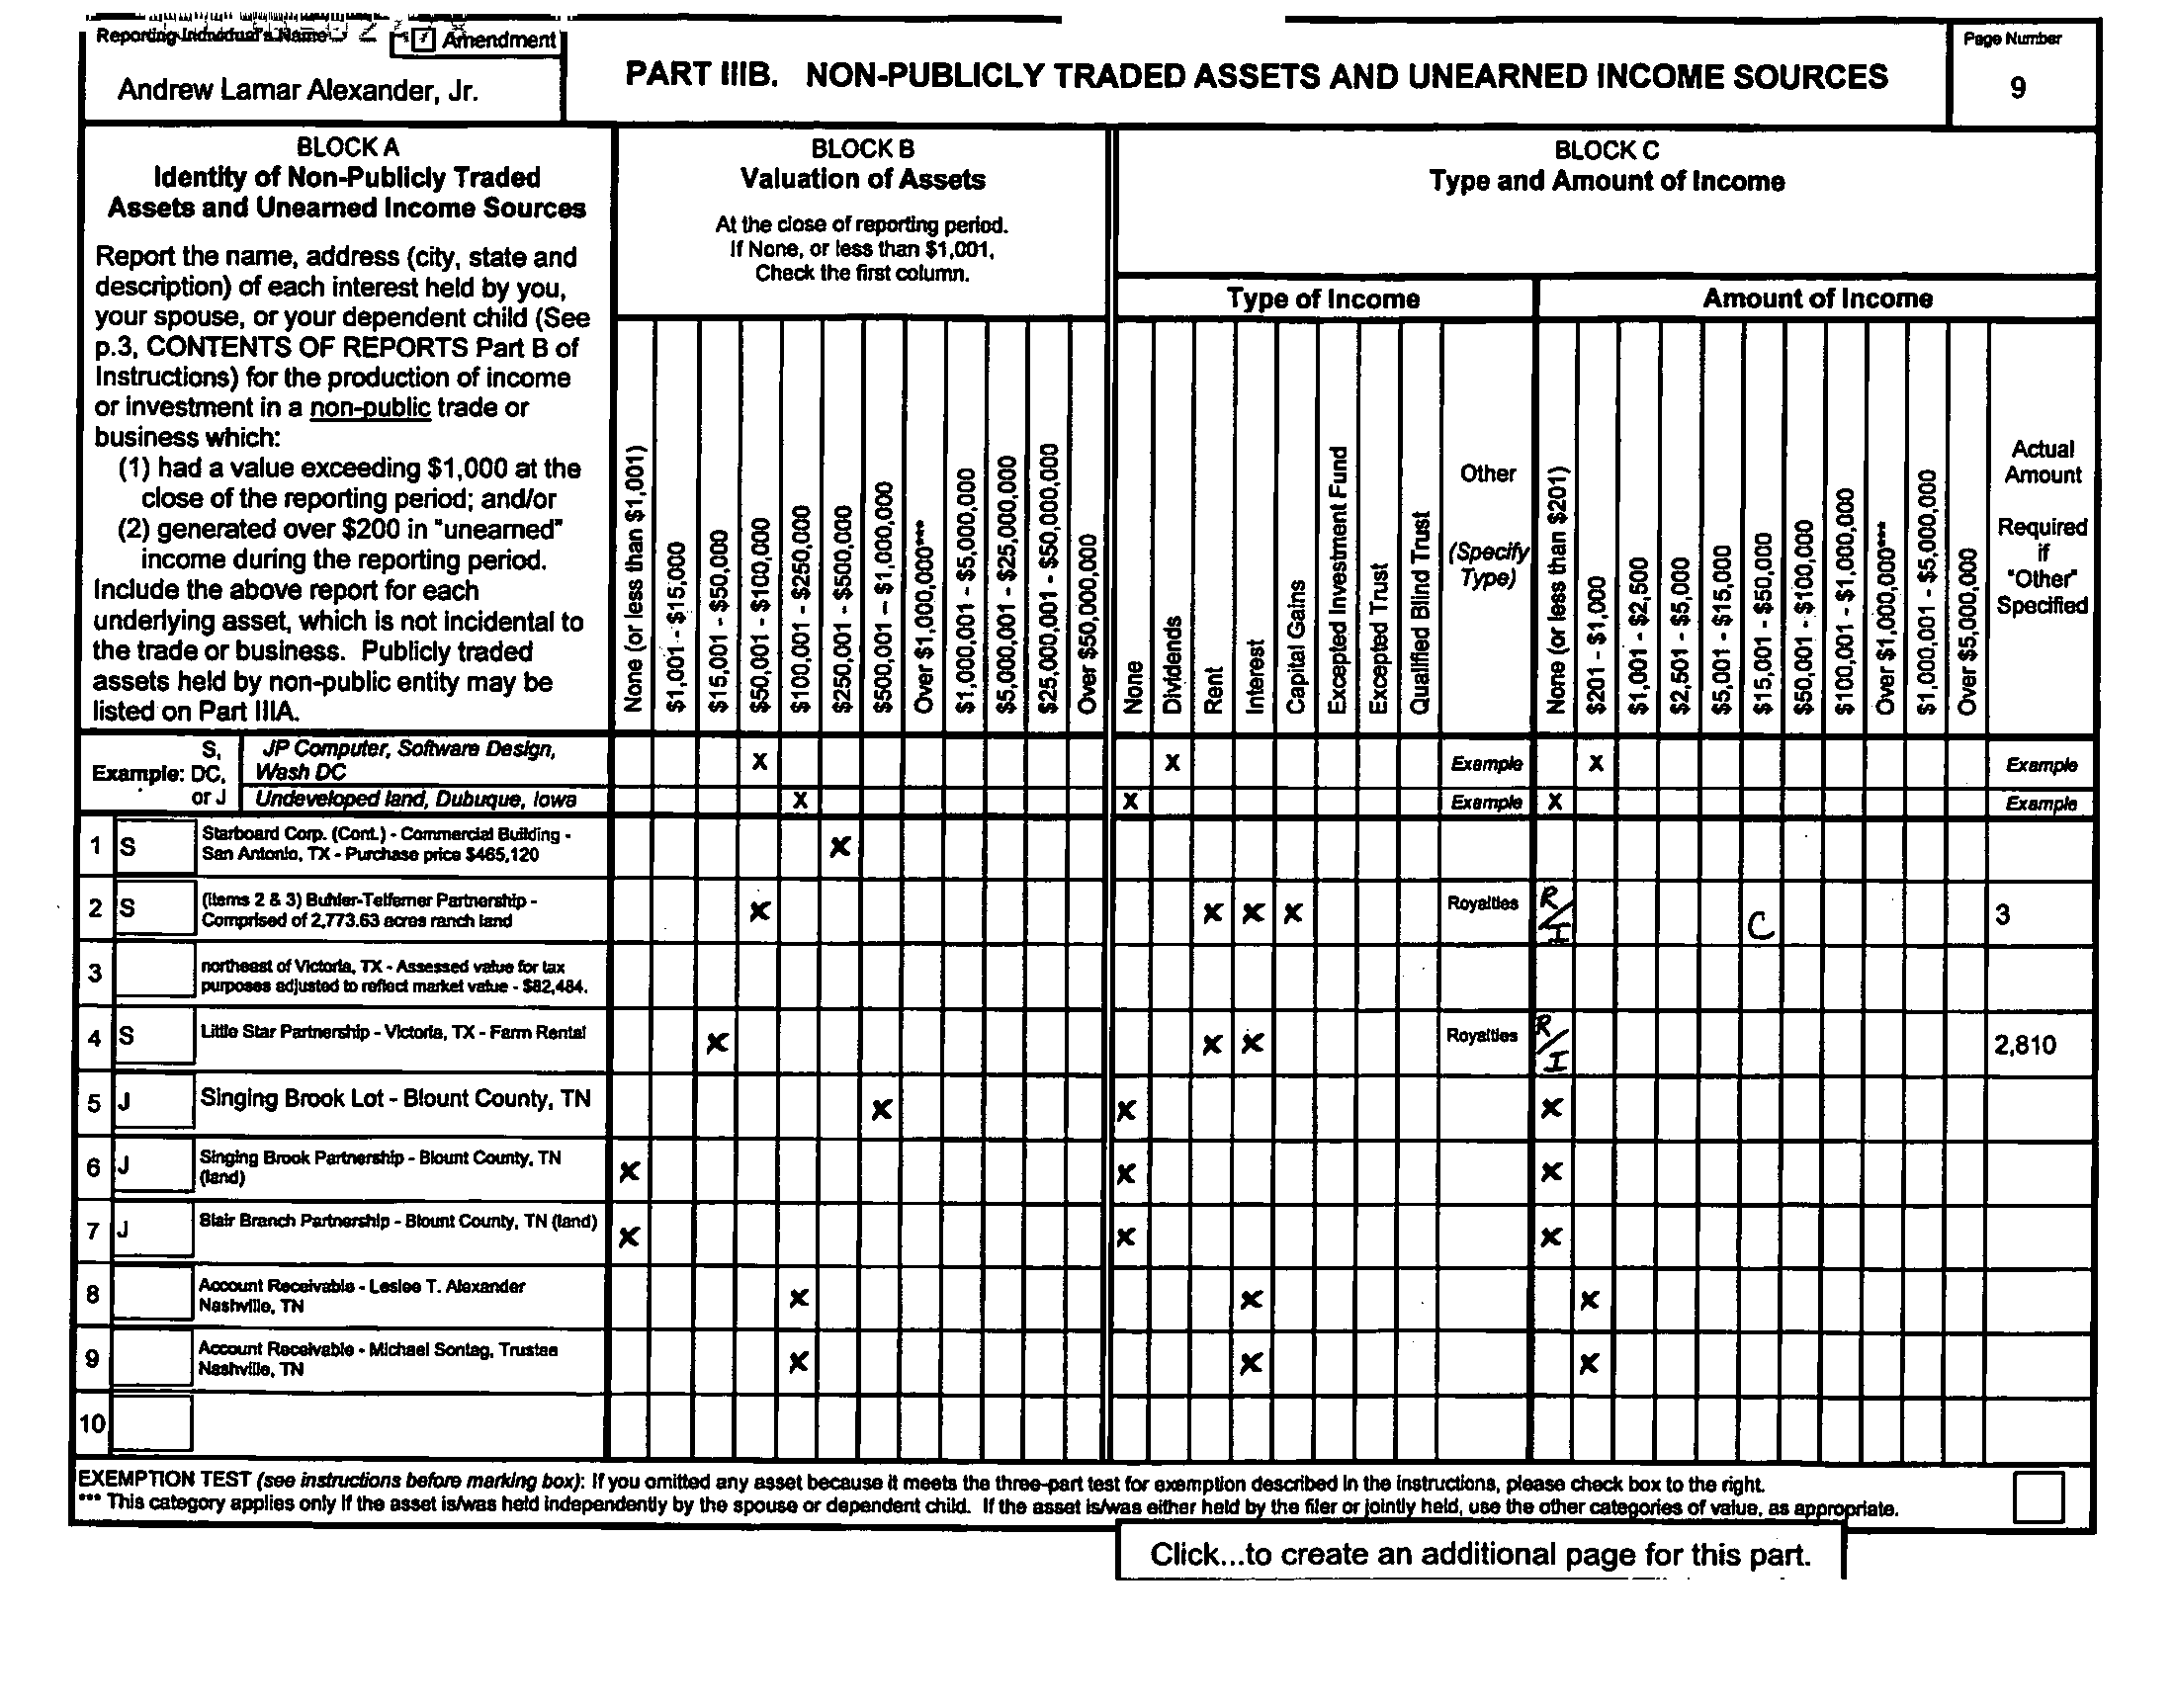 Reporting Individual's Name
Amendment
Andrew Lamar Alexander, Jr.
PART IIIB. NON-PUBLICLY TRADED ASSETS AND UNEARNED INCOME SOURCES
Page Number
9
BLOCK A
Identity of Non-Publicly Traded
Assets and Unearned Income Sources
Report the name, address (city, state and
description) of each interest held by you,
your spouse, or your dependent child (See
p.3, CONTENTS OF REPORTS Part B of
Instructions) for the production of income
or investment in a non-public trade or
business which:
(1) had a value exceeding $1,000 at the
close of the reporting period; and/or
(2) generated over $200 in "unearned"
income during the reporting period.
Include the above report for each
underlying asset, which is not incidental to
the trade or business. Publicly traded
assets held by non-public entity may be
listed on Part IIIA.
BLOCK B
Valuation of Assets
At the close of reporting period.
If None, or less than $1,001,
Check the first column.
None (or less than $1,001)
$1,001 - $15,000
$15,001 - $50,000
$50,001 - $100,000
$100,001 - $250,000
$250,001 - $500,000
$500,001 – $1,000,000
Over $1,000,000***
$1,000,001 - $5,000,000
$5,000,001 - $25,000,000
$25,000,001 - $50,000,000
Over $50,000,000
BLOCK C
Type and Amount of Income
Type of Income
None
Dividends
Rent
Interest
Capital Gains
Excepted Investment Fund
Excepted Trust
Qualified Blind Trust
Other
(Specify
Type)
Amount of Income
None (or less than $201)
$201 - $1,000
$1,001 - $2,500
$2,501 - $5,000
$5,001 - $15,000
$15,001 - $50,000
$50,001 - $100,000
$100,001 - $1,000,000
Over $1,000,000***
$1,000,001 - $5,000,000
Over $5,000,000
Actual
Amount
Required
if
"Other"
Specified
Example: S, DC, or J
JP Computer, Software Design,
Wash DC
X X Example X Example
Undeveloped land, Dubuque, Iowa X X Example X Example
1 S Starboard Corp. (Cont.) - Commercial Building -
San Antonio, TX - Purchase price $465,120 X
2 S (Items 2 & 3) Buhler-Telferner Partnership -
Comprised of 2,773.63 acres ranch land X X X X Royalties R/I C 3
3 northeast of Victoria, TX - Assessed value for tax
purposes adjusted to reflect market value - $82,484.
4 S Little Star Partnership - Victoria, TX - Farm Rental X X X Royalties R/I 2,810
5 J Singing Brook Lot - Blount County, TN X X X
6 J Singing Brook Partnership - Blount County, TN
(land) X X X
7 J Blair Branch Partnership - Blount County, TN (land) X X X
8 Account Receivable - Leslee T. Alexander
Nashville, TN X X X
9 Account Receivable - Michael Sontag, Trustee
Nashville, TN X X X
10
EXEMPTION TEST (see instructions before marking box): If you omitted any asset because it meets the three-part test for exemption described in the instructions, please check box to the right.
*** This category applies only if the asset is/was held independently by the spouse or dependent child. If the asset is/was either held by the filer or jointly held, use the other categories of value, as appropriate.
Click...to create an additional page for this part.